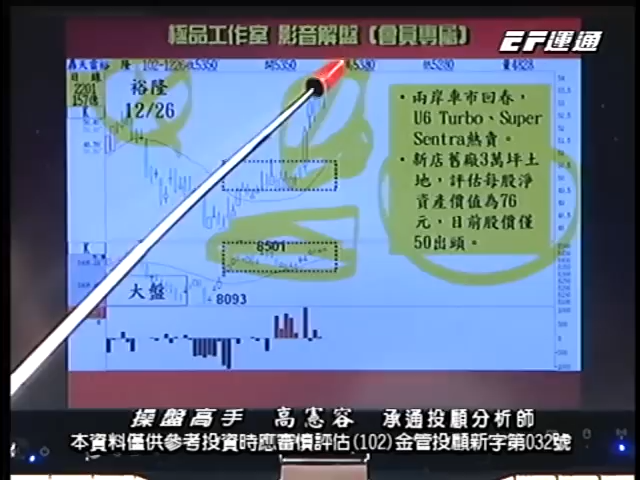 極品工作室 影音解盤 【會員專屬】
EF運通
日 線
2201
裕隆
12/26
• 兩岸車市回春，
U6 Turbo、Super
Sentra熱賣。
• 新店舊廠3萬坪土
地，評估每股淨
資產價值為76
元，目前股價僅
50出頭。
8501
大盤
8093
操盤高手 高憲容 承通投顧分析師
本資料僅供參考投資時應審慎評估(102)金管投顧新字第032號